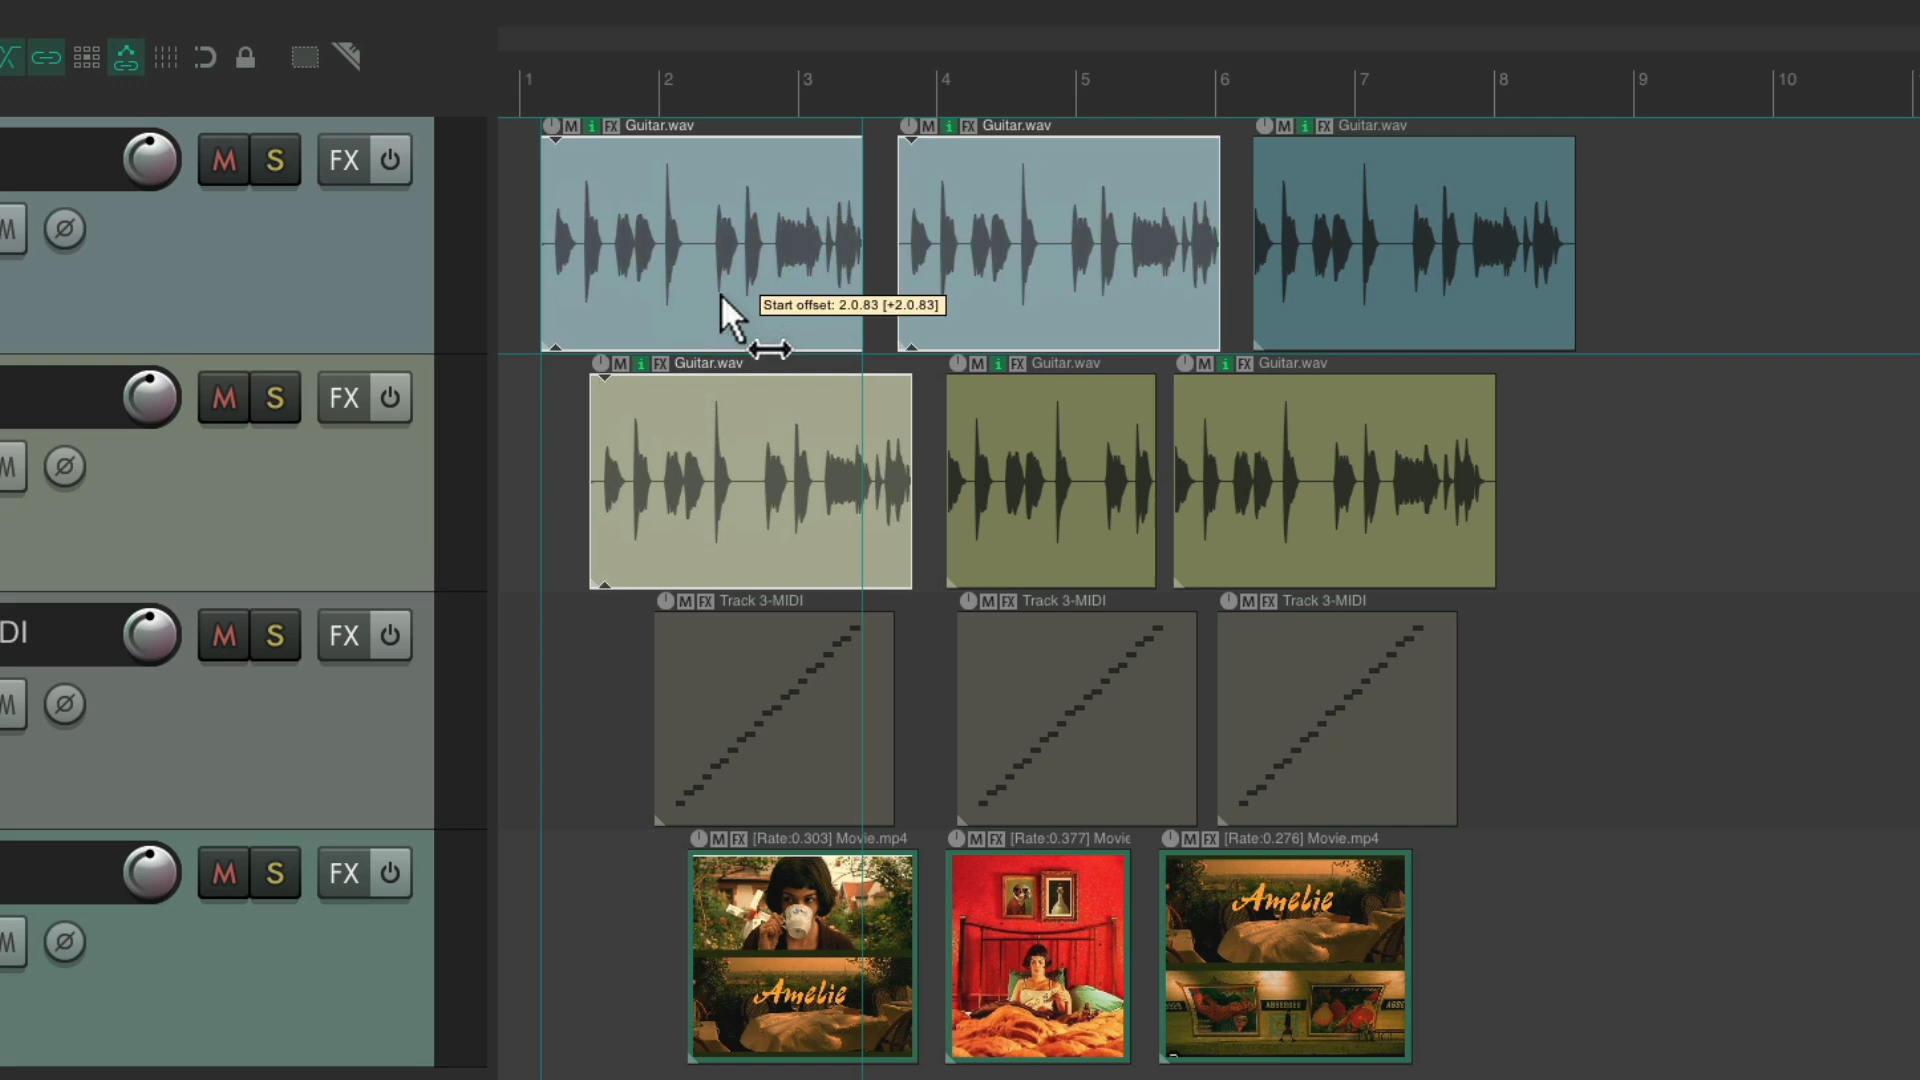 1 2 3 4 5 6 7 8 9 10
M i FX Guitar.wav M i FX Guitar.wav M i FX Guitar.wav
M S FX
M
Start offset: 2.0.83 [+2.0.83]
M i FX Guitar.wav M i FX Guitar.wav M i FX Guitar.wav
M S FX
M
M FX Track 3-MIDI M FX Track 3-MIDI M FX Track 3-MIDI
DI M S FX
M
M FX [Rate:0.303] Movie.mp4 M FX [Rate:0.377] Movie M FX [Rate:0.276] Movie.mp4
M S FX
Amelie
M
Amelie
ABBESSES